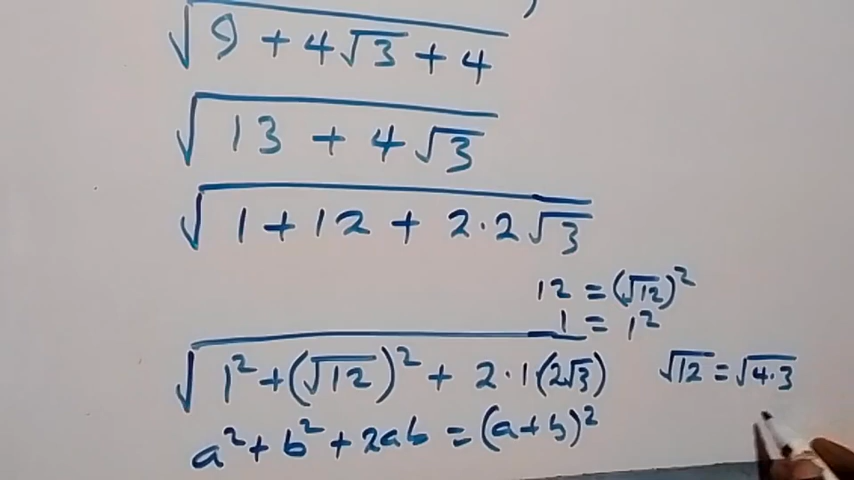 √(9 + 4√3 + 4)
√(13 + 4√3)
√(1 + 12 + 2·2√3)
12 = (√12)²
1 = 1²
√(1² + (√12)² + 2·1(2√3))
√12 = √(4·3)
a² + b² + 2ab = (a+b)²